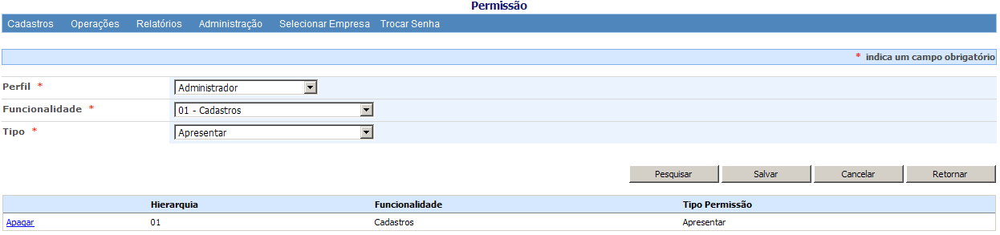 Permissão
Cadastros Operações Relatórios Administração Selecionar Empresa Trocar Senha
* indica um campo obrigatório
Perfil * Administrador
Funcionalidade * 01 - Cadastros
Tipo * Apresentar
Pesquisar Salvar Cancelar Retornar
Hierarquia Funcionalidade Tipo Permissão
Apagar 01 Cadastros Apresentar